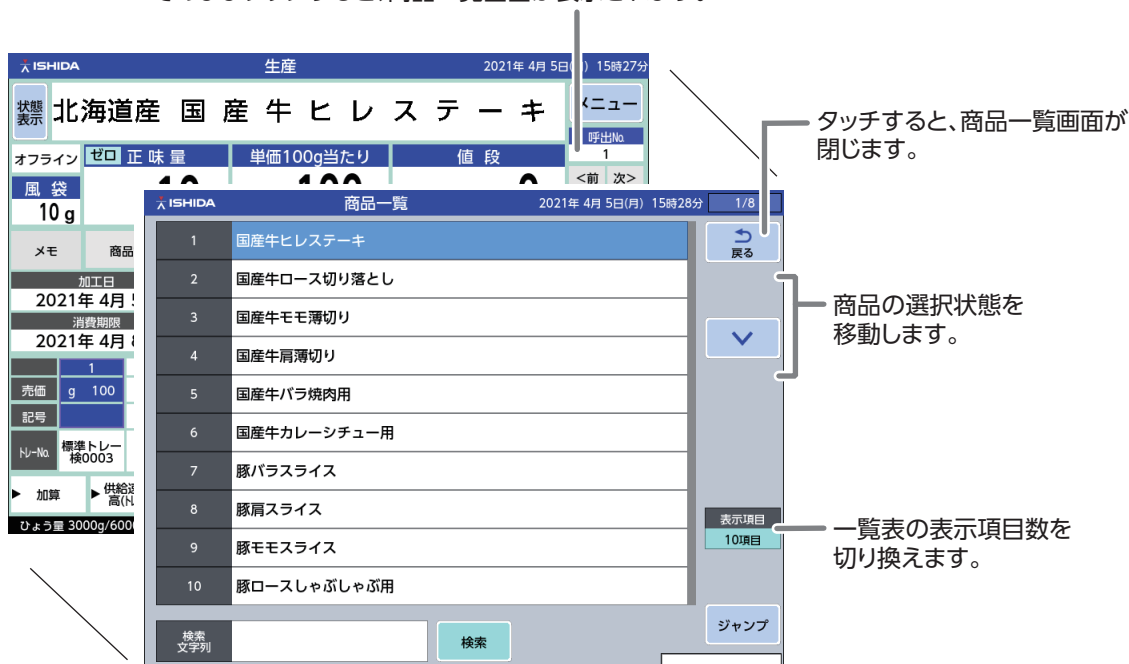 ISHIDA 生産 2021年 4月 5日(月) 15時27分
状態
表示
北海道産 国産牛ヒレステーキ
メニュー
呼出No.
1
<前 次>
オフライン ゼロ 正味量 単価100g当たり 値段
風袋
10 g
メモ 商品
加工日
2021年 4月
消費期限
2021年 4月
1
売価 g 100
記号
トレーNo. 標準トレー
検0003
▶ 加算 ▶ 供給
高(
ひょう量 3000g/600
ISHIDA 商品一覧 2021年 4月 5日(月) 15時28分 1/8
1 国産牛ヒレステーキ
2 国産牛ロース切り落とし
3 国産牛モモ薄切り
4 国産牛肩薄切り
5 国産牛バラ焼肉用
6 国産牛カレーシチュー用
7 豚バラスライス
8 豚肩スライス
9 豚モモスライス
10 豚ロースしゃぶしゃぶ用
戻る
表示項目
10項目
ジャンプ
検索
文字列
検索
タッチすると、商品一覧画面が
閉じます。
商品の選択状態を
移動します。
一覧表の表示項目数を
切り換えます。